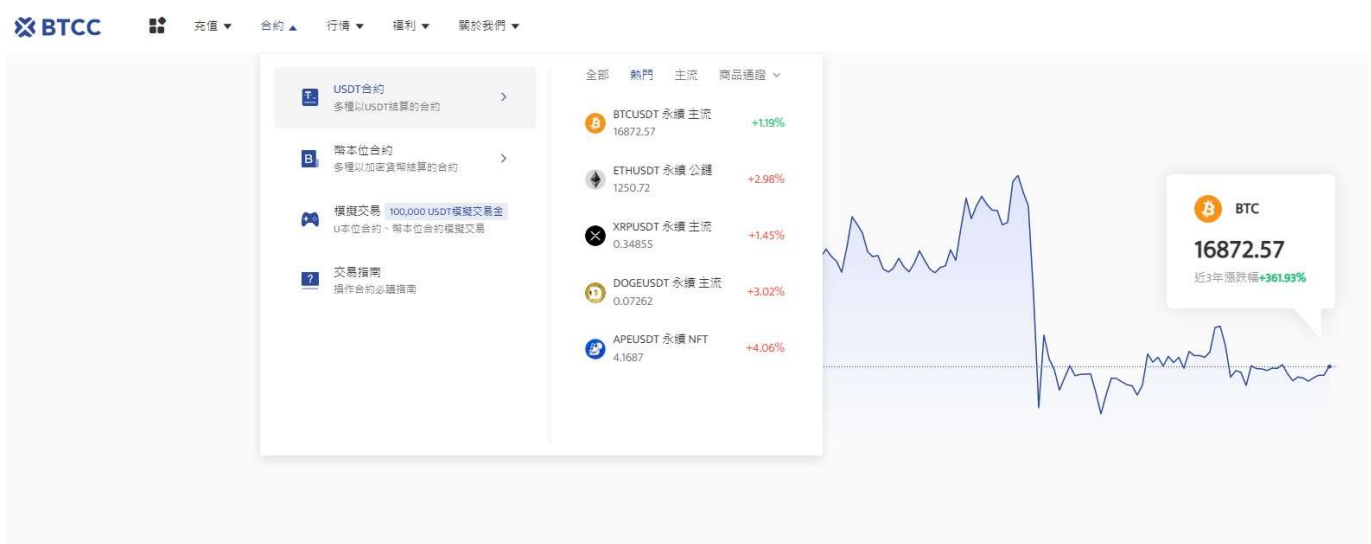 BTCC
充值 ▼
合約 ▲
行情 ▼
福利 ▼
關於我們 ▼
USDT合約
多種以USDT結算的合約
幣本位合約
多種以加密貨幣結算的合約
模擬交易 100,000 USDT模擬交易金
U本位合約、幣本位合約模擬交易
交易指南
操作合約必讀指南
全部 熱門 主流 商品通證
BTCUSDT 永續 主流
16872.57
+1.19%
ETHUSDT 永續 公鏈
1250.72
+2.98%
XRPUSDT 永續 主流
0.34855
+1.45%
DOGEUSDT 永續 主流
0.07262
+3.02%
APEUSDT 永續 NFT
4.1687
+4.06%
BTC
16872.57
近3年漲跌幅+361.93%